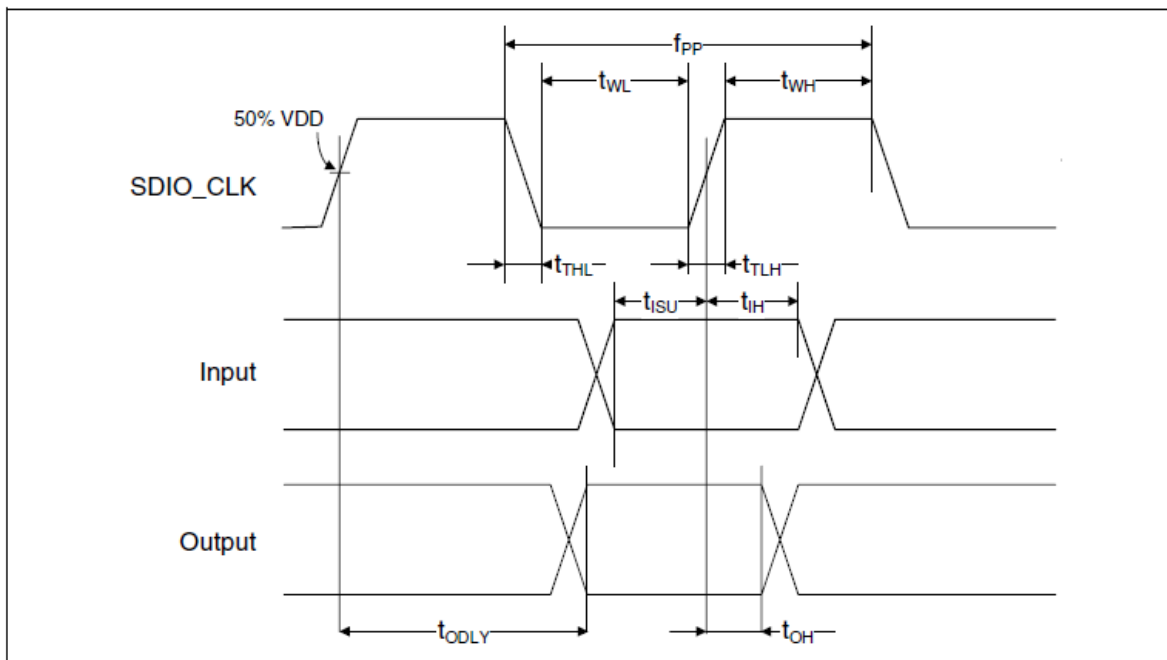 fPP
tWL
tWH
50% VDD
SDIO_CLK
tTHL
tTLH
tISU
tIH
Input
Output
tODLY
tOH